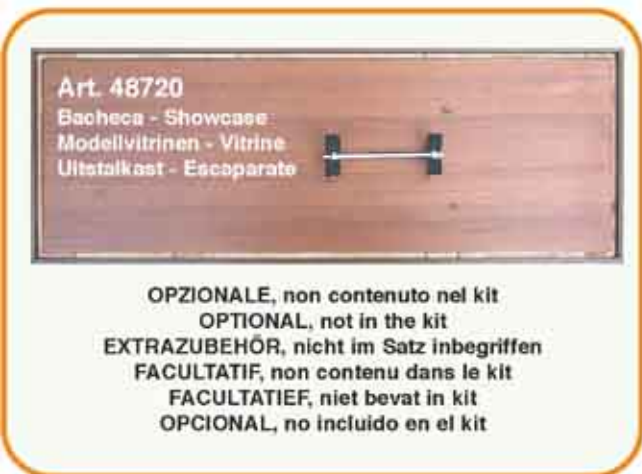 Art. 48720
Bacheca - Showcase
Modellvitrinen - Vitrine
Uitstalkast - Escaparate
OPZIONALE, non contenuto nel kit
OPTIONAL, not in the kit
EXTRAZUBEHÖR, nicht im Satz inbegriffen
FACULTATIF, non contenu dans le kit
FACULTATIEF, niet bevat in kit
OPCIONAL, no incluido en el kit